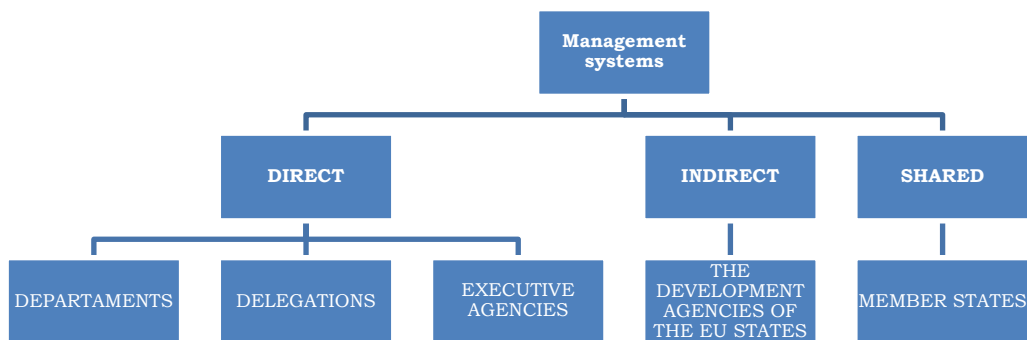 Management
systems
DIRECT
INDIRECT
SHARED
DEPARTAMENTS
DELEGATIONS
EXECUTIVE
AGENCIES
THE
DEVELOPMENT
AGENCIES OF
THE EU STATES
MEMBER STATES